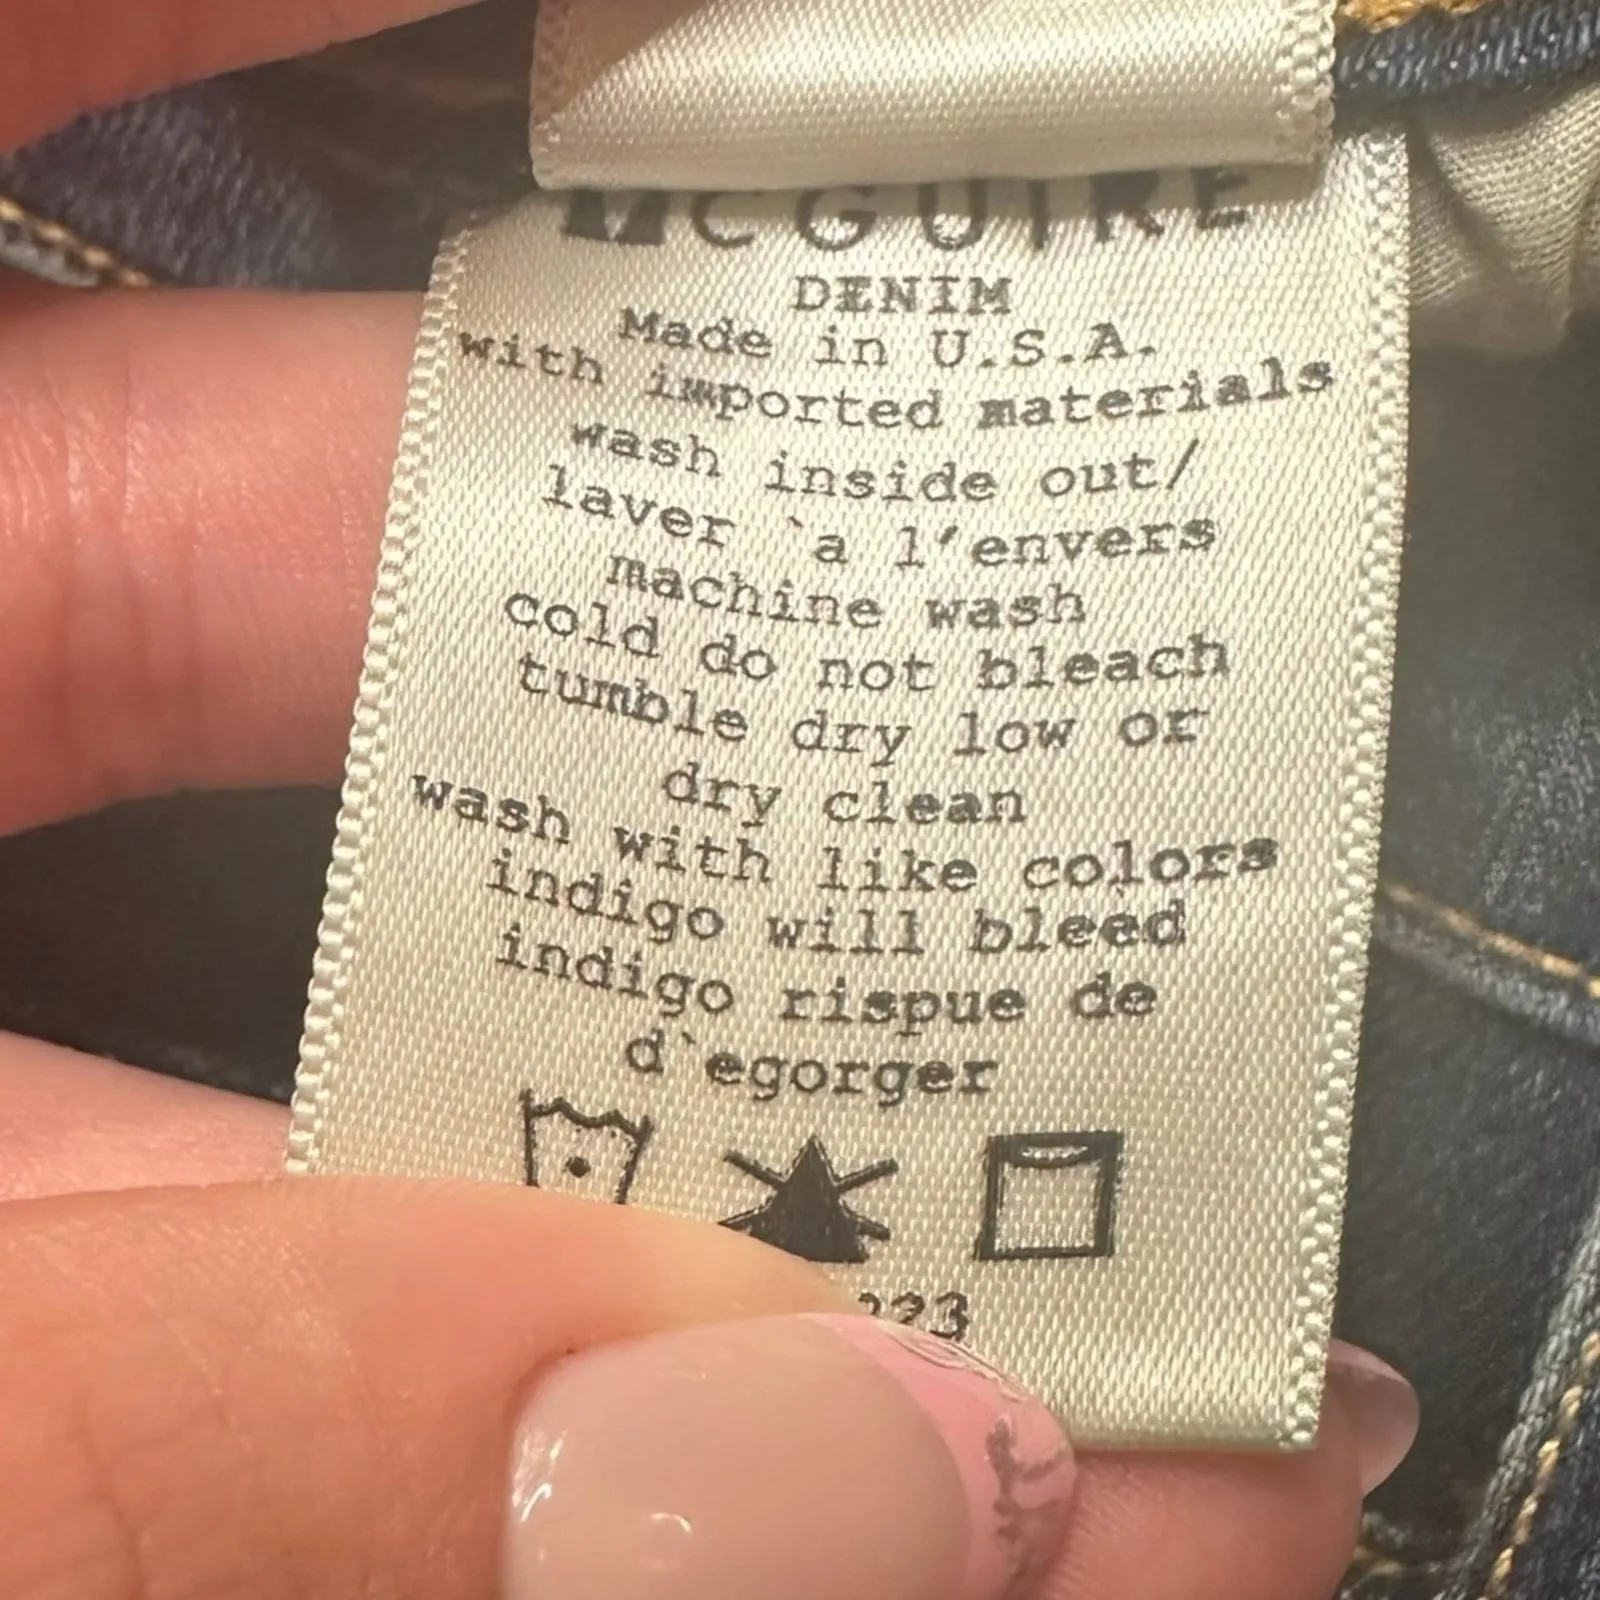 MCGUIRE
DENIM
Made in U.S.A.
with imported materials
wash inside out/
laver `a l'envers
machine wash
cold do not bleach
tumble dry low or
dry clean
wash with like colors
indigo will bleed
indigo rispue de
d`egorger